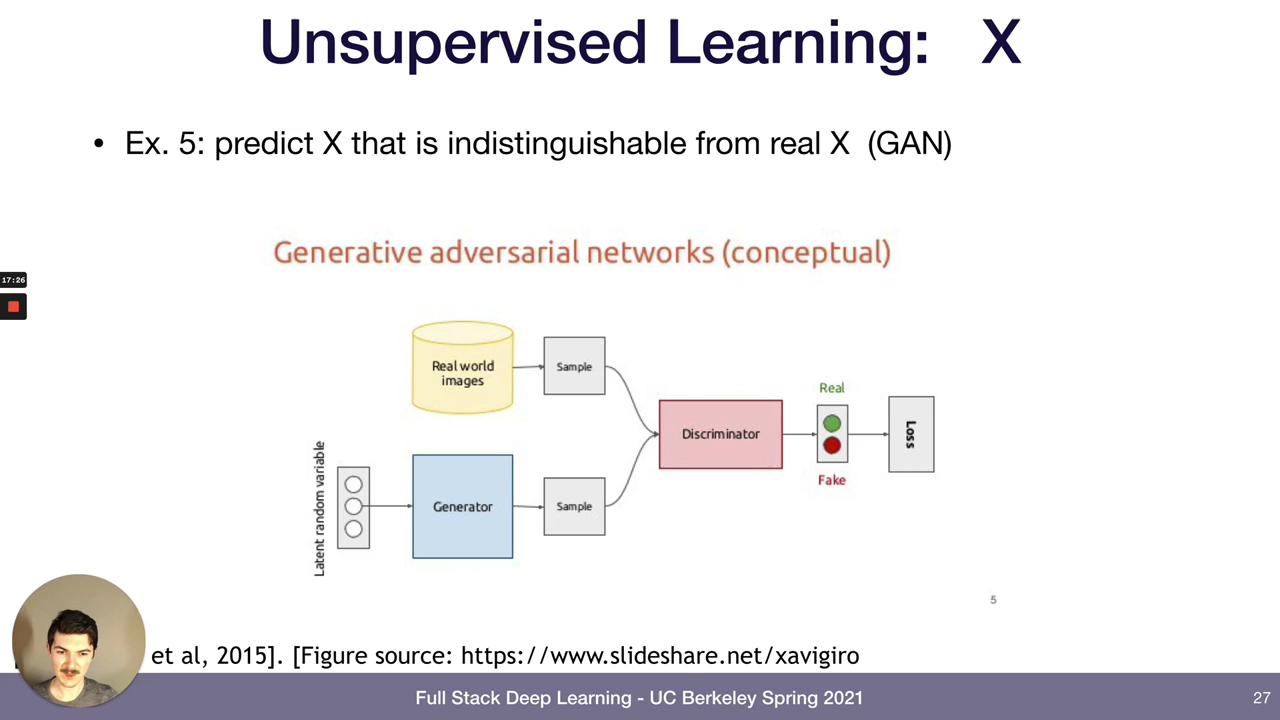 Unsupervised Learning: X
• Ex. 5: predict X that is indistinguishable from real X (GAN)
Generative adversarial networks (conceptual)
17:26
Real world
images
Sample
Real
Discriminator
Loss
Fake
Latent random variable
Generator
Sample
5
et al, 2015]. [Figure source: https://www.slideshare.net/xavigiro
Full Stack Deep Learning - UC Berkeley Spring 2021
27